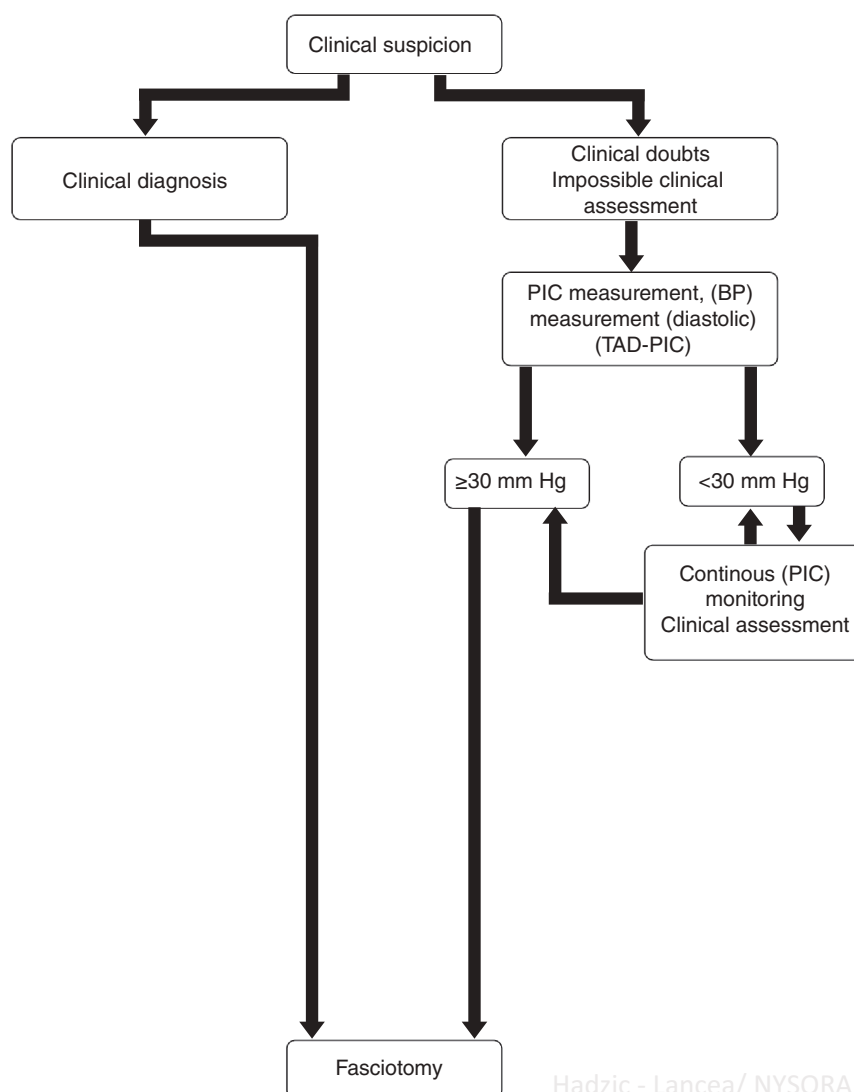 Clinical suspicion
Clinical diagnosis
Clinical doubts
Impossible clinical
assessment
PIC measurement, (BP)
measurement (diastolic)
(TAD-PIC)
≥30 mm Hg
<30 mm Hg
Continous (PIC)
monitoring
Clinical assessment
Fasciotomy
Hadzic - Lancea/ NYSORA